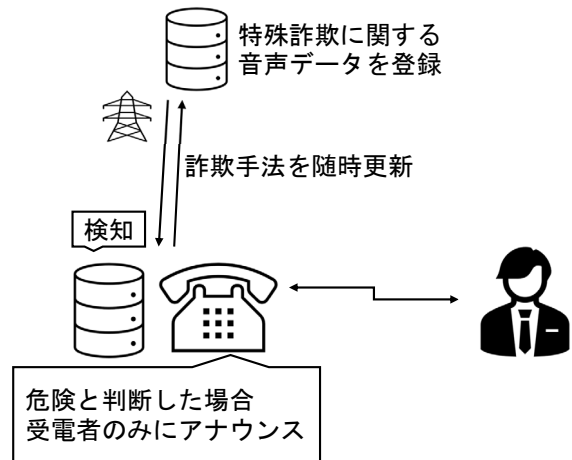 特殊詐欺に関する
音声データを登録
詐欺手法を随時更新
検知
危険と判断した場合
受電者のみにアナウンス